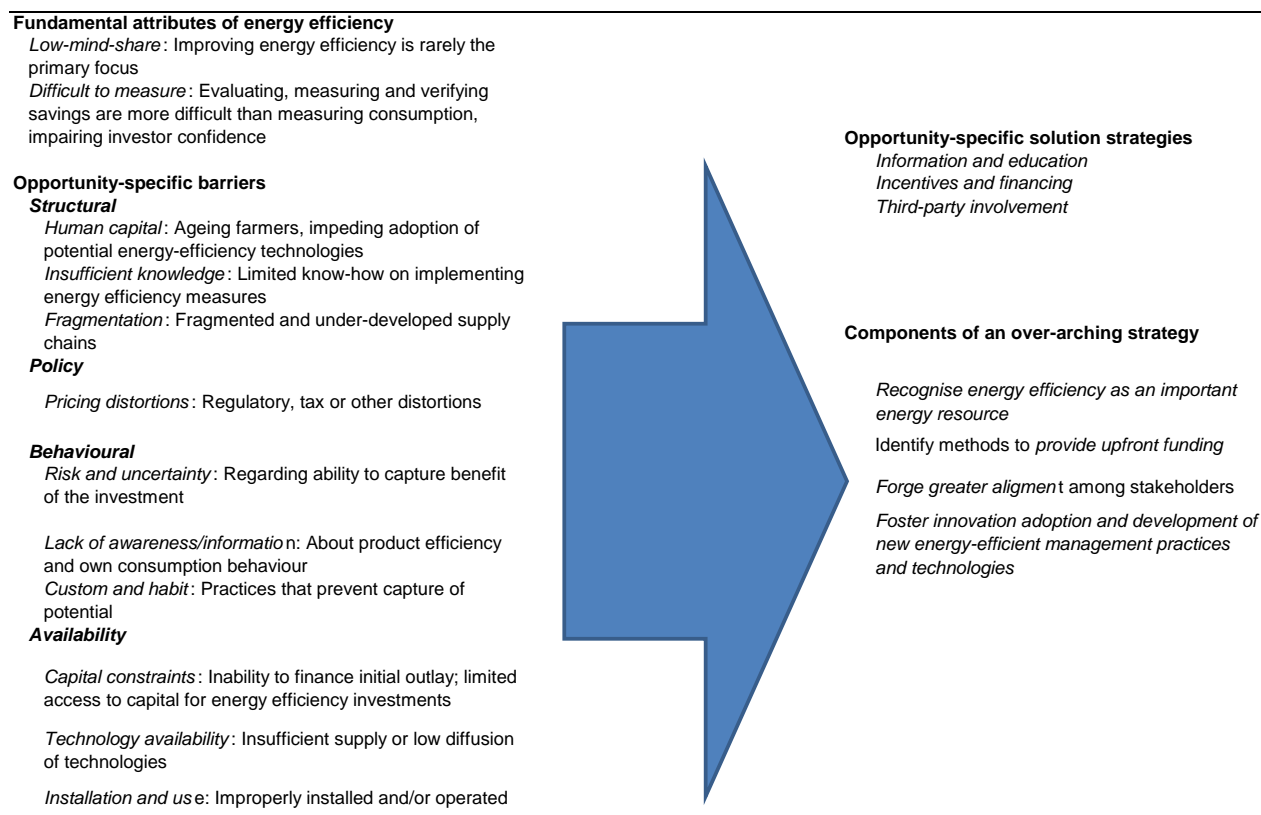 Fundamental attributes of energy efficiency
Low-mind-share: Improving energy efficiency is rarely the
primary focus
Difficult to measure: Evaluating, measuring and verifying
savings are more difficult than measuring consumption,
impairing investor confidence
Opportunity-specific barriers
Structural
Human capital: Ageing farmers, impeding adoption of
potential energy-efficiency technologies
Insufficient knowledge: Limited know-how on implementing
energy efficiency measures
Fragmentation: Fragmented and under-developed supply
chains
Policy
Pricing distortions: Regulatory, tax or other distortions
Behavioural
Risk and uncertainty: Regarding ability to capture benefit
of the investment
Lack of awareness/information: About product efficiency
and own consumption behaviour
Custom and habit: Practices that prevent capture of
potential
Availability
Capital constraints: Inability to finance initial outlay; limited
access to capital for energy efficiency investments
Technology availability: Insufficient supply or low diffusion
of technologies
Installation and use: Improperly installed and/or operated
Opportunity-specific solution strategies
Information and education
Incentives and financing
Third-party involvement
Components of an over-arching strategy
Recognise energy efficiency as an important
energy resource
Identify methods to provide upfront funding
Forge greater aligment among stakeholders
Foster innovation adoption and development of
new energy-efficient management practices
and technologies